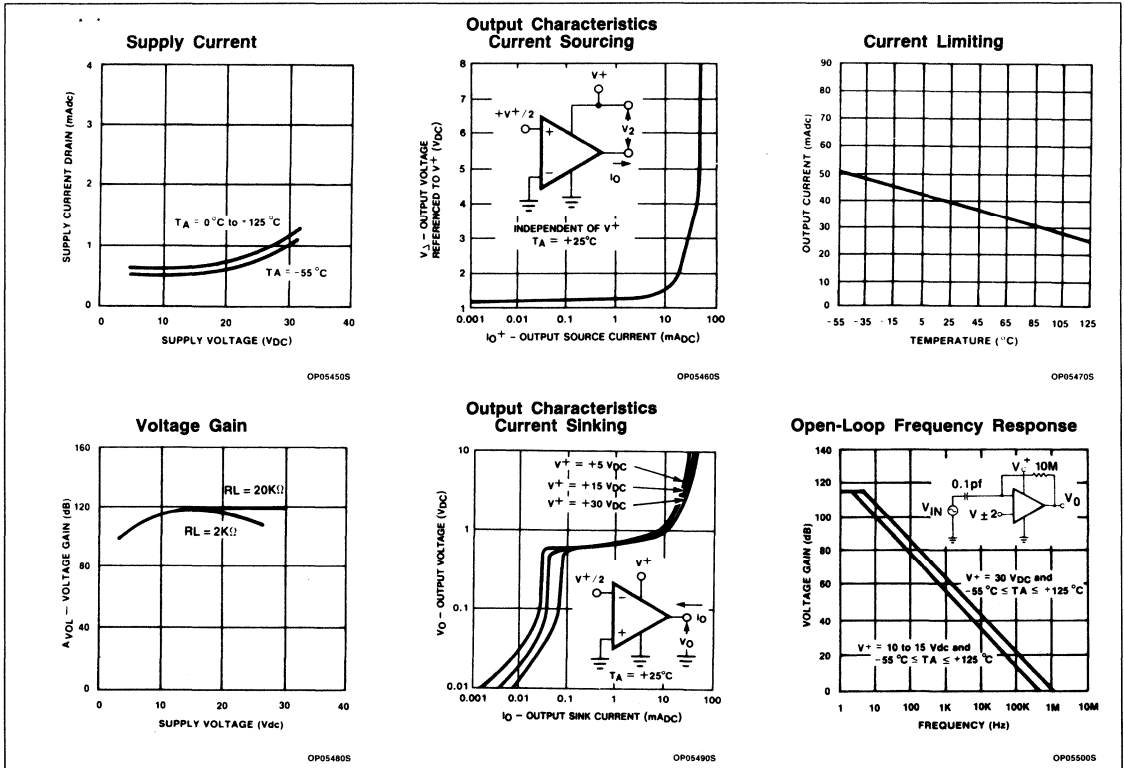 Supply Current
4
3
2
1
0
SUPPLY CURRENT DRAIN (mAdc)
TA = 0°C to +125°C
TA = -55°C
0 10 20 30 40
SUPPLY VOLTAGE (VDC)
OP05450S
Output Characteristics
Current Sourcing
8
7
6
5
4
3
2
1
V∆ – OUTPUT VOLTAGE
REFERENCED TO V+ (VDC)
V+
+V+/2
V2
+
−
IO
INDEPENDENT OF V+
TA = +25°C
0.001 0.01 0.1 1 10 100
IO+ – OUTPUT SOURCE CURRENT (mADC)
OP05460S
Current Limiting
90
80
70
60
50
40
30
20
10
0
OUTPUT CURRENT (mAdc)
-55 -35 -15 5 25 45 65 85 105 125
TEMPERATURE (°C)
OP05470S
Voltage Gain
160
120
80
40
0
AVOL — VOLTAGE GAIN (dB)
RL = 20KΩ
RL = 2KΩ
0 10 20 30 40
SUPPLY VOLTAGE (Vdc)
OP05480S
Output Characteristics
Current Sinking
10
1
0.1
0.01
VO – OUTPUT VOLTAGE (VDC)
V+ = +5 VDC
V+ = +15 VDC
V+ = +30 VDC
V+
V+/2
−
+
IO
VO
TA = +25°C
0.001 0.01 0.1 1 10 100
IO – OUTPUT SINK CURRENT (mADC)
OP05490S
Open-Loop Frequency Response
140
120
100
80
60
40
20
0
VOLTAGE GAIN (dB)
V+ 10M
0.1pf
VIN
V ± 2
VO
V+ = 30 VDC and
-55°C ≤ TA ≤ +125°C
V+ = 10 to 15 Vdc and
-55°C ≤ TA ≤ +125°C
1 10 100 1K 10K 100K 1M 10M
FREQUENCY (Hz)
OP05500S